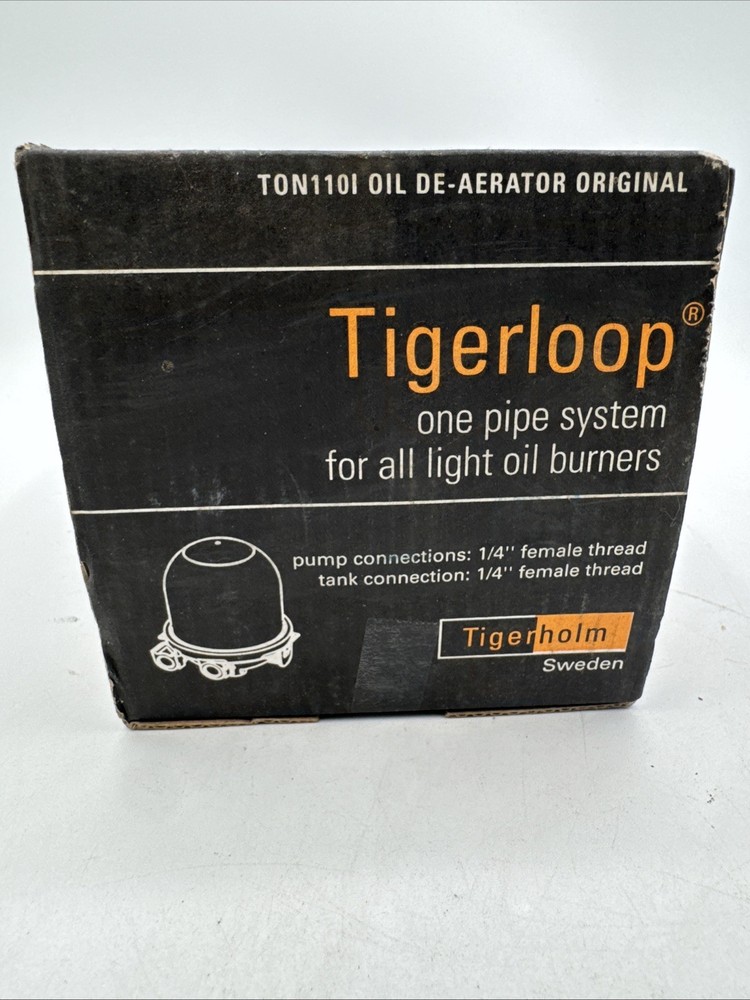 TON110I OIL DE-AERATOR ORIGINAL
Tigerloop®
one pipe system
for all light oil burners
pump connections: 1/4'' female thread
tank connection: 1/4'' female thread
Tigerholm
Sweden